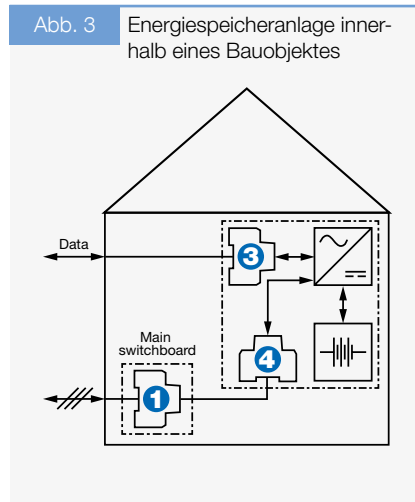 Abb. 3
Energiespeicheranlage inner-
halb eines Bauobjektes
Data
3
4
Main
switchboard
1